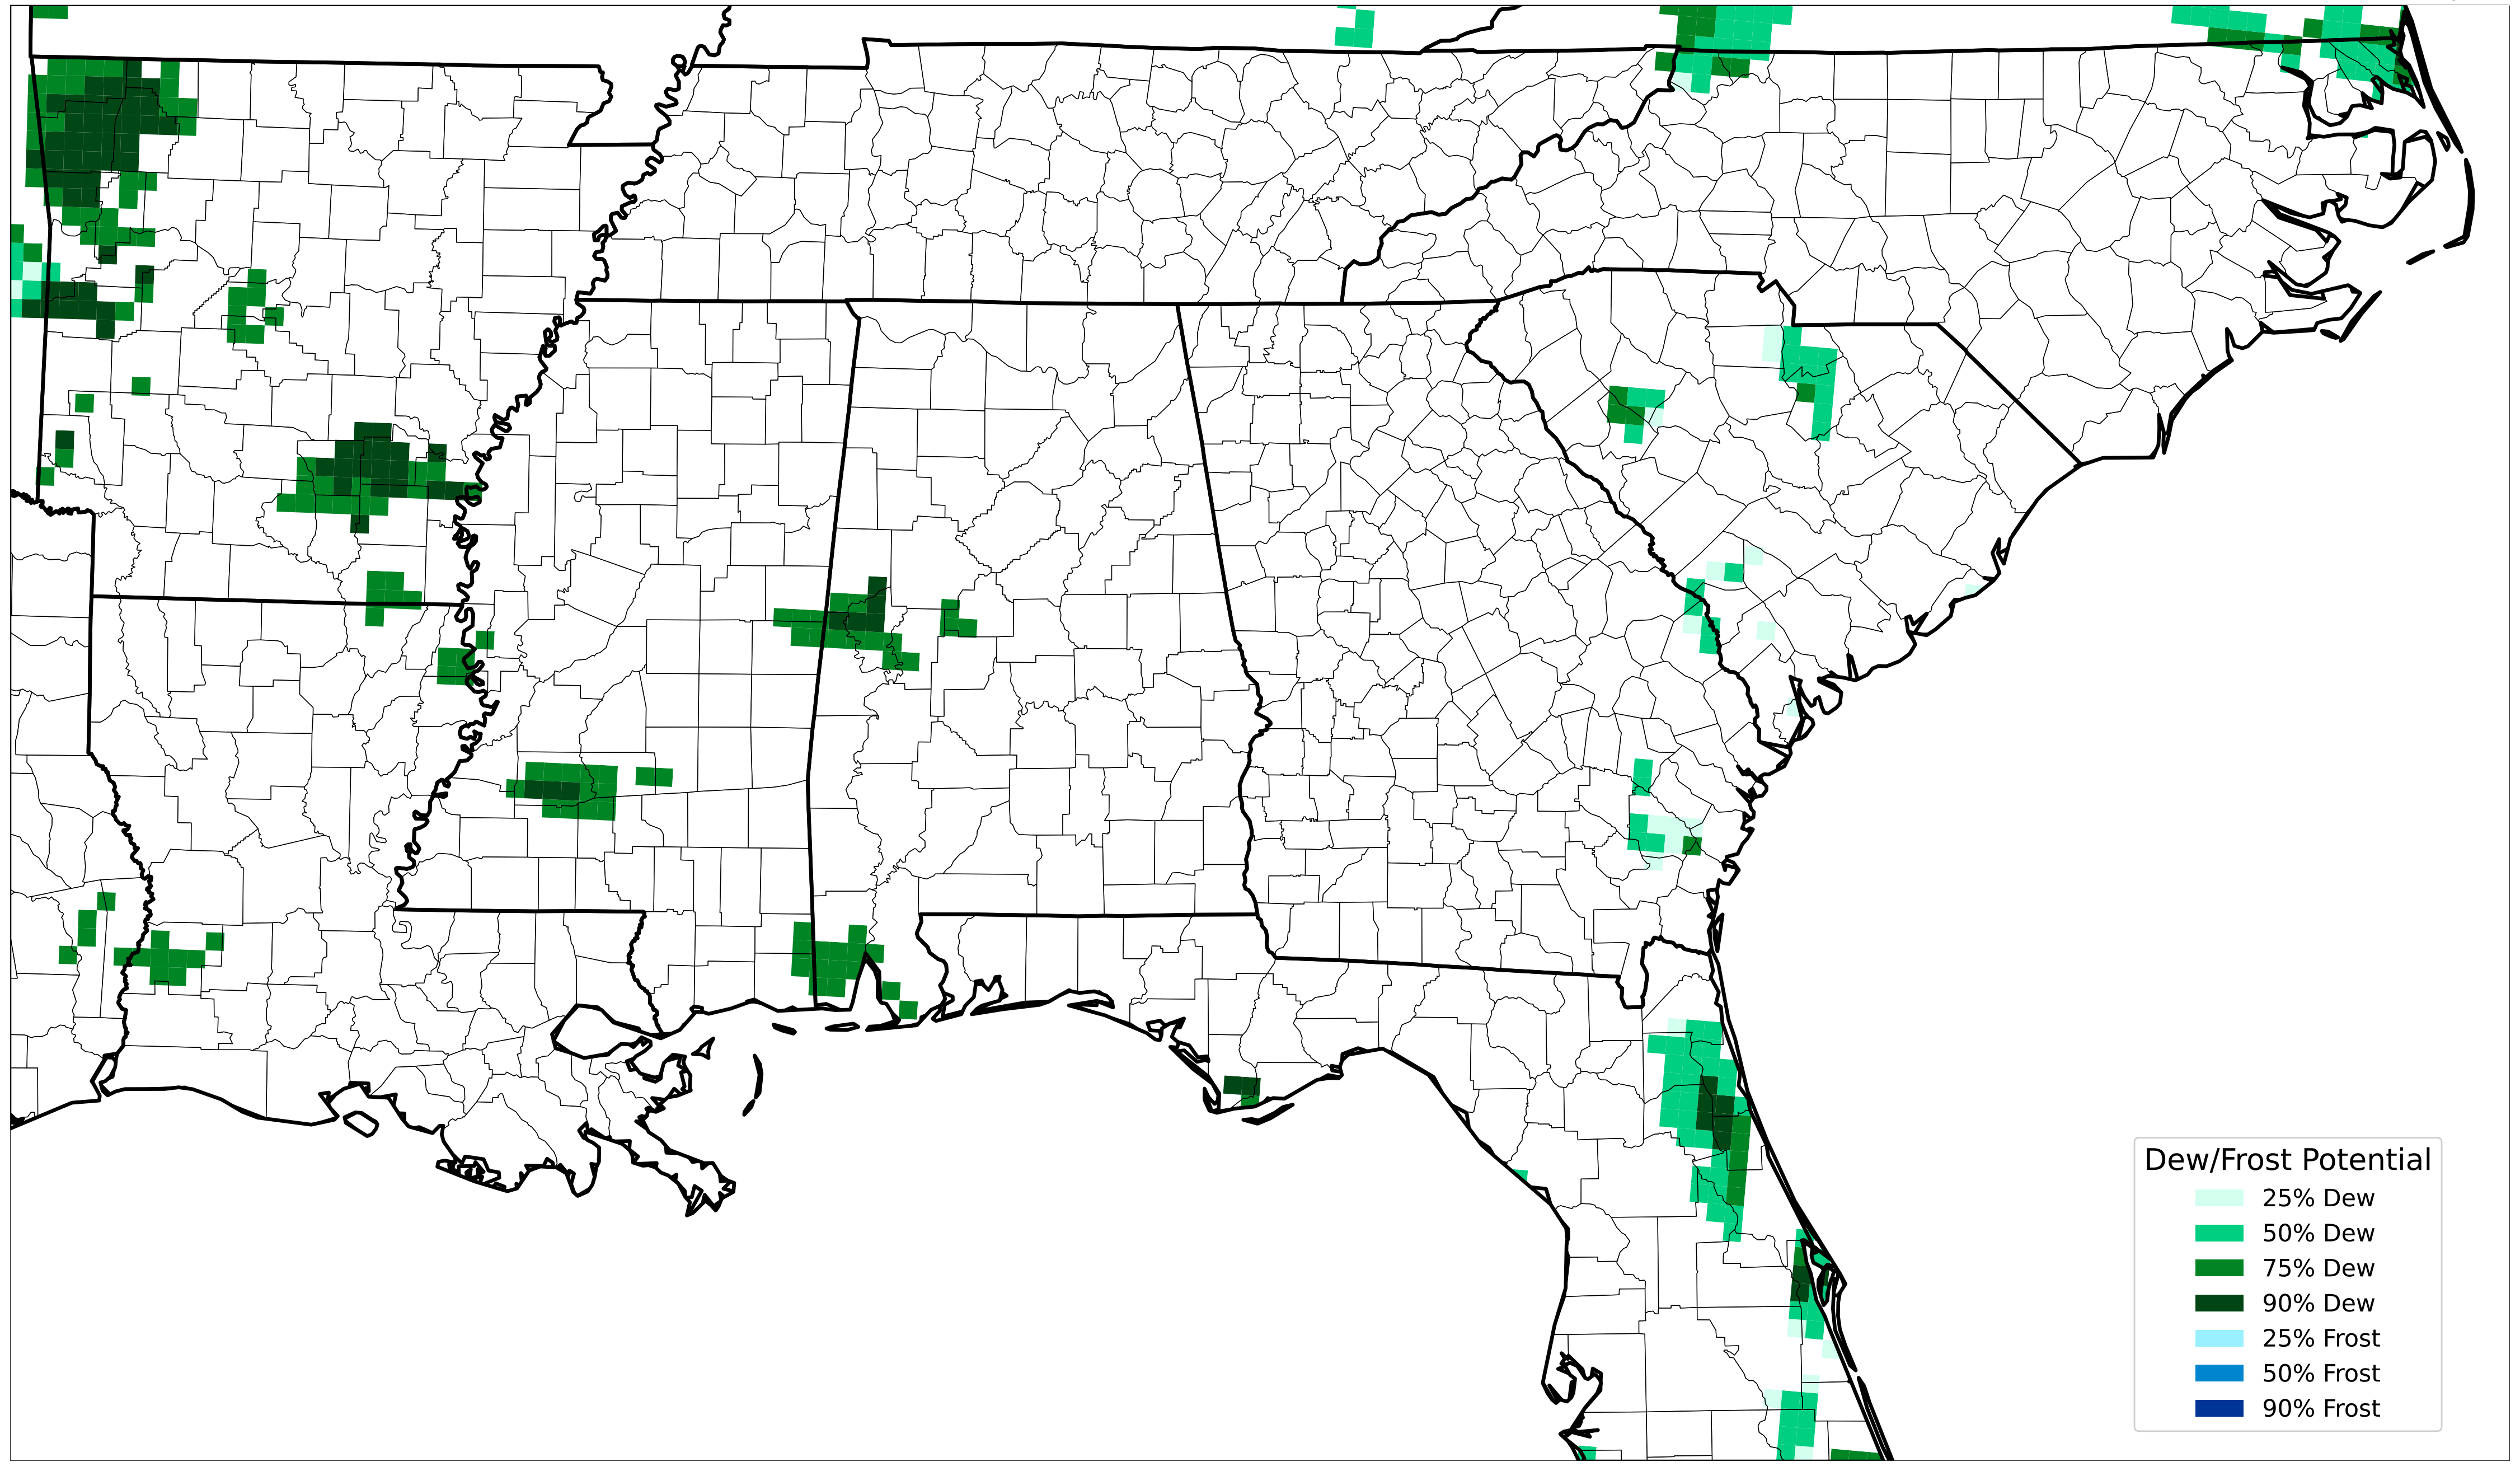 Dew/Frost Potential
25% Dew
50% Dew
75% Dew
90% Dew
25% Frost
50% Frost
90% Frost